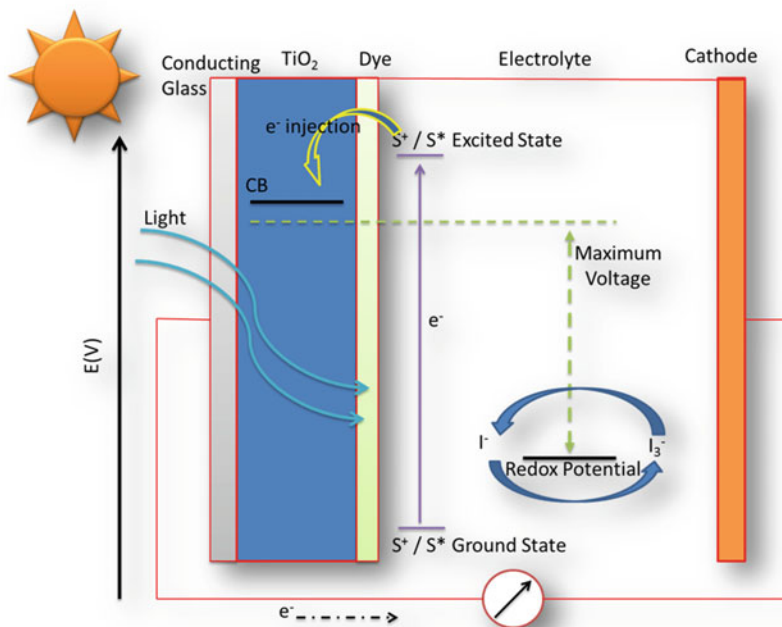 Conducting
Glass
TiO₂
Dye
Electrolyte
Cathode
e⁻ injection
S⁺ / S* Excited State
CB
Light
Maximum
Voltage
e⁻
E(V)
I⁻
I₃⁻
Redox Potential
S⁺ / S* Ground State
e⁻